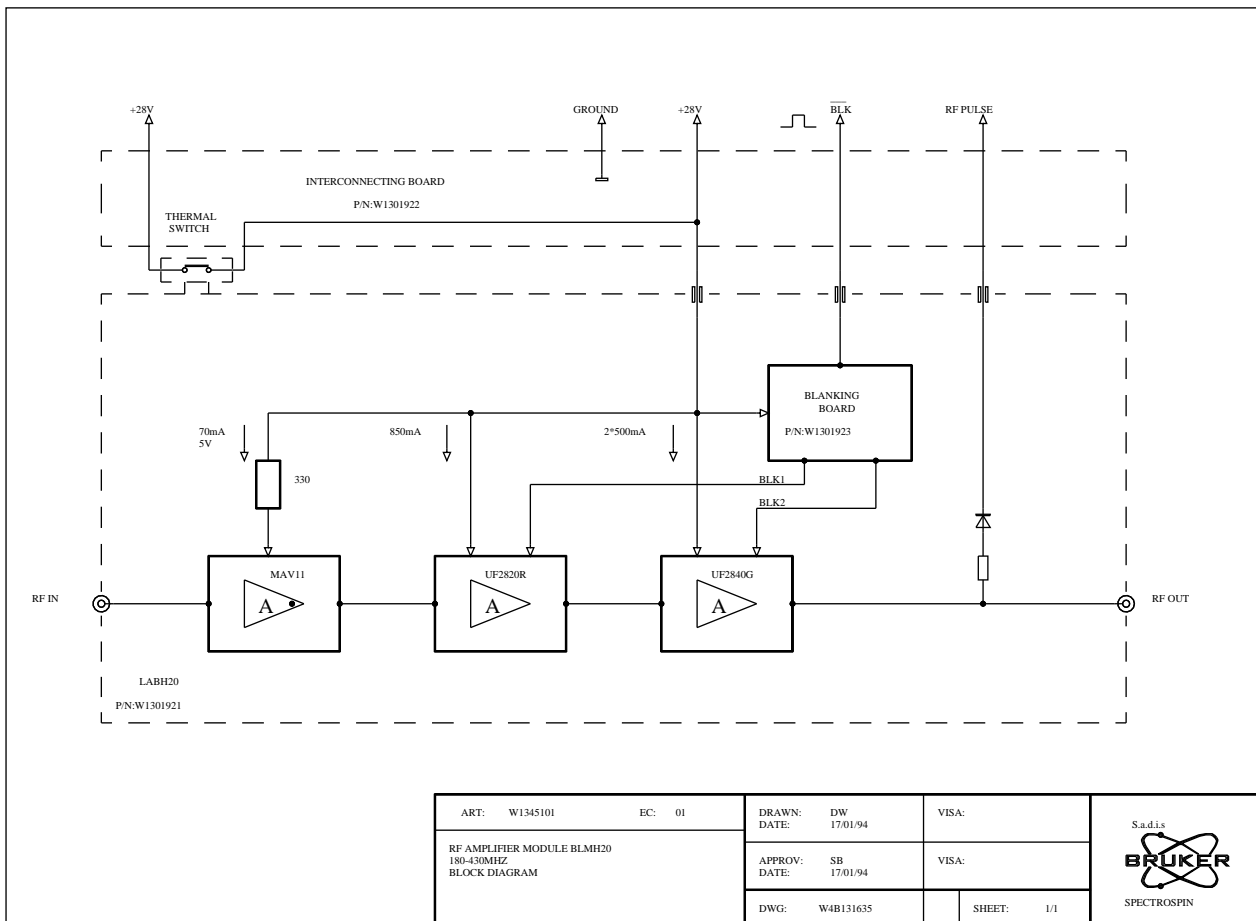 +28V
GROUND
+28V
BLK
RF PULSE
INTERCONNECTING BOARD
P/N:W1301922
THERMAL
SWITCH
BLANKING
BOARD
P/N:W1301923
70mA
5V
850mA
2*500mA
330
BLK1
BLK2
MAV11
UF2820R
UF2840G
A
A
A
RF IN
RF OUT
LABH20
P/N:W1301921
ART: W1345101 EC: 01
RF AMPLIFIER MODULE BLMH20
180-430MHZ
BLOCK DIAGRAM
DRAWN: DW
DATE: 17/01/94
VISA:
APPROV: SB
DATE: 17/01/94
VISA:
DWG: W4B131635
SHEET: 1/1
S.a.d.i.s
BRUKER
SPECTROSPIN